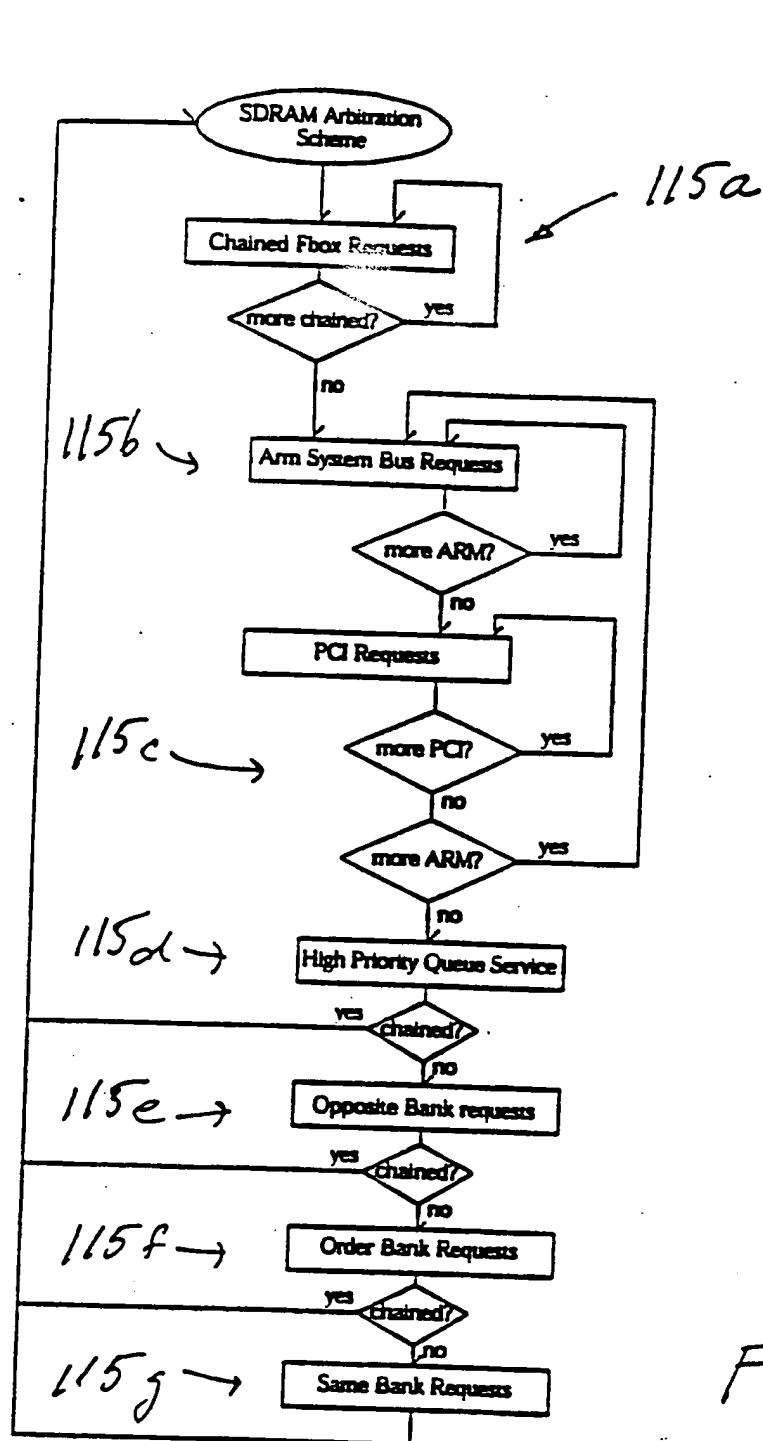 SDRAM Arbitration
Scheme
115a
Chained Fbox Requests
more chained?
yes
no
115b
Arm System Bus Requests
more ARM?
yes
no
PCI Requests
115c
more PCI?
yes
no
more ARM?
yes
no
115d
High Priority Queue Service
yes
chained?
no
115e
Opposite Bank requests
yes
chained?
no
115f
Order Bank Requests
yes
chained?
no
115g
Same Bank Requests
F